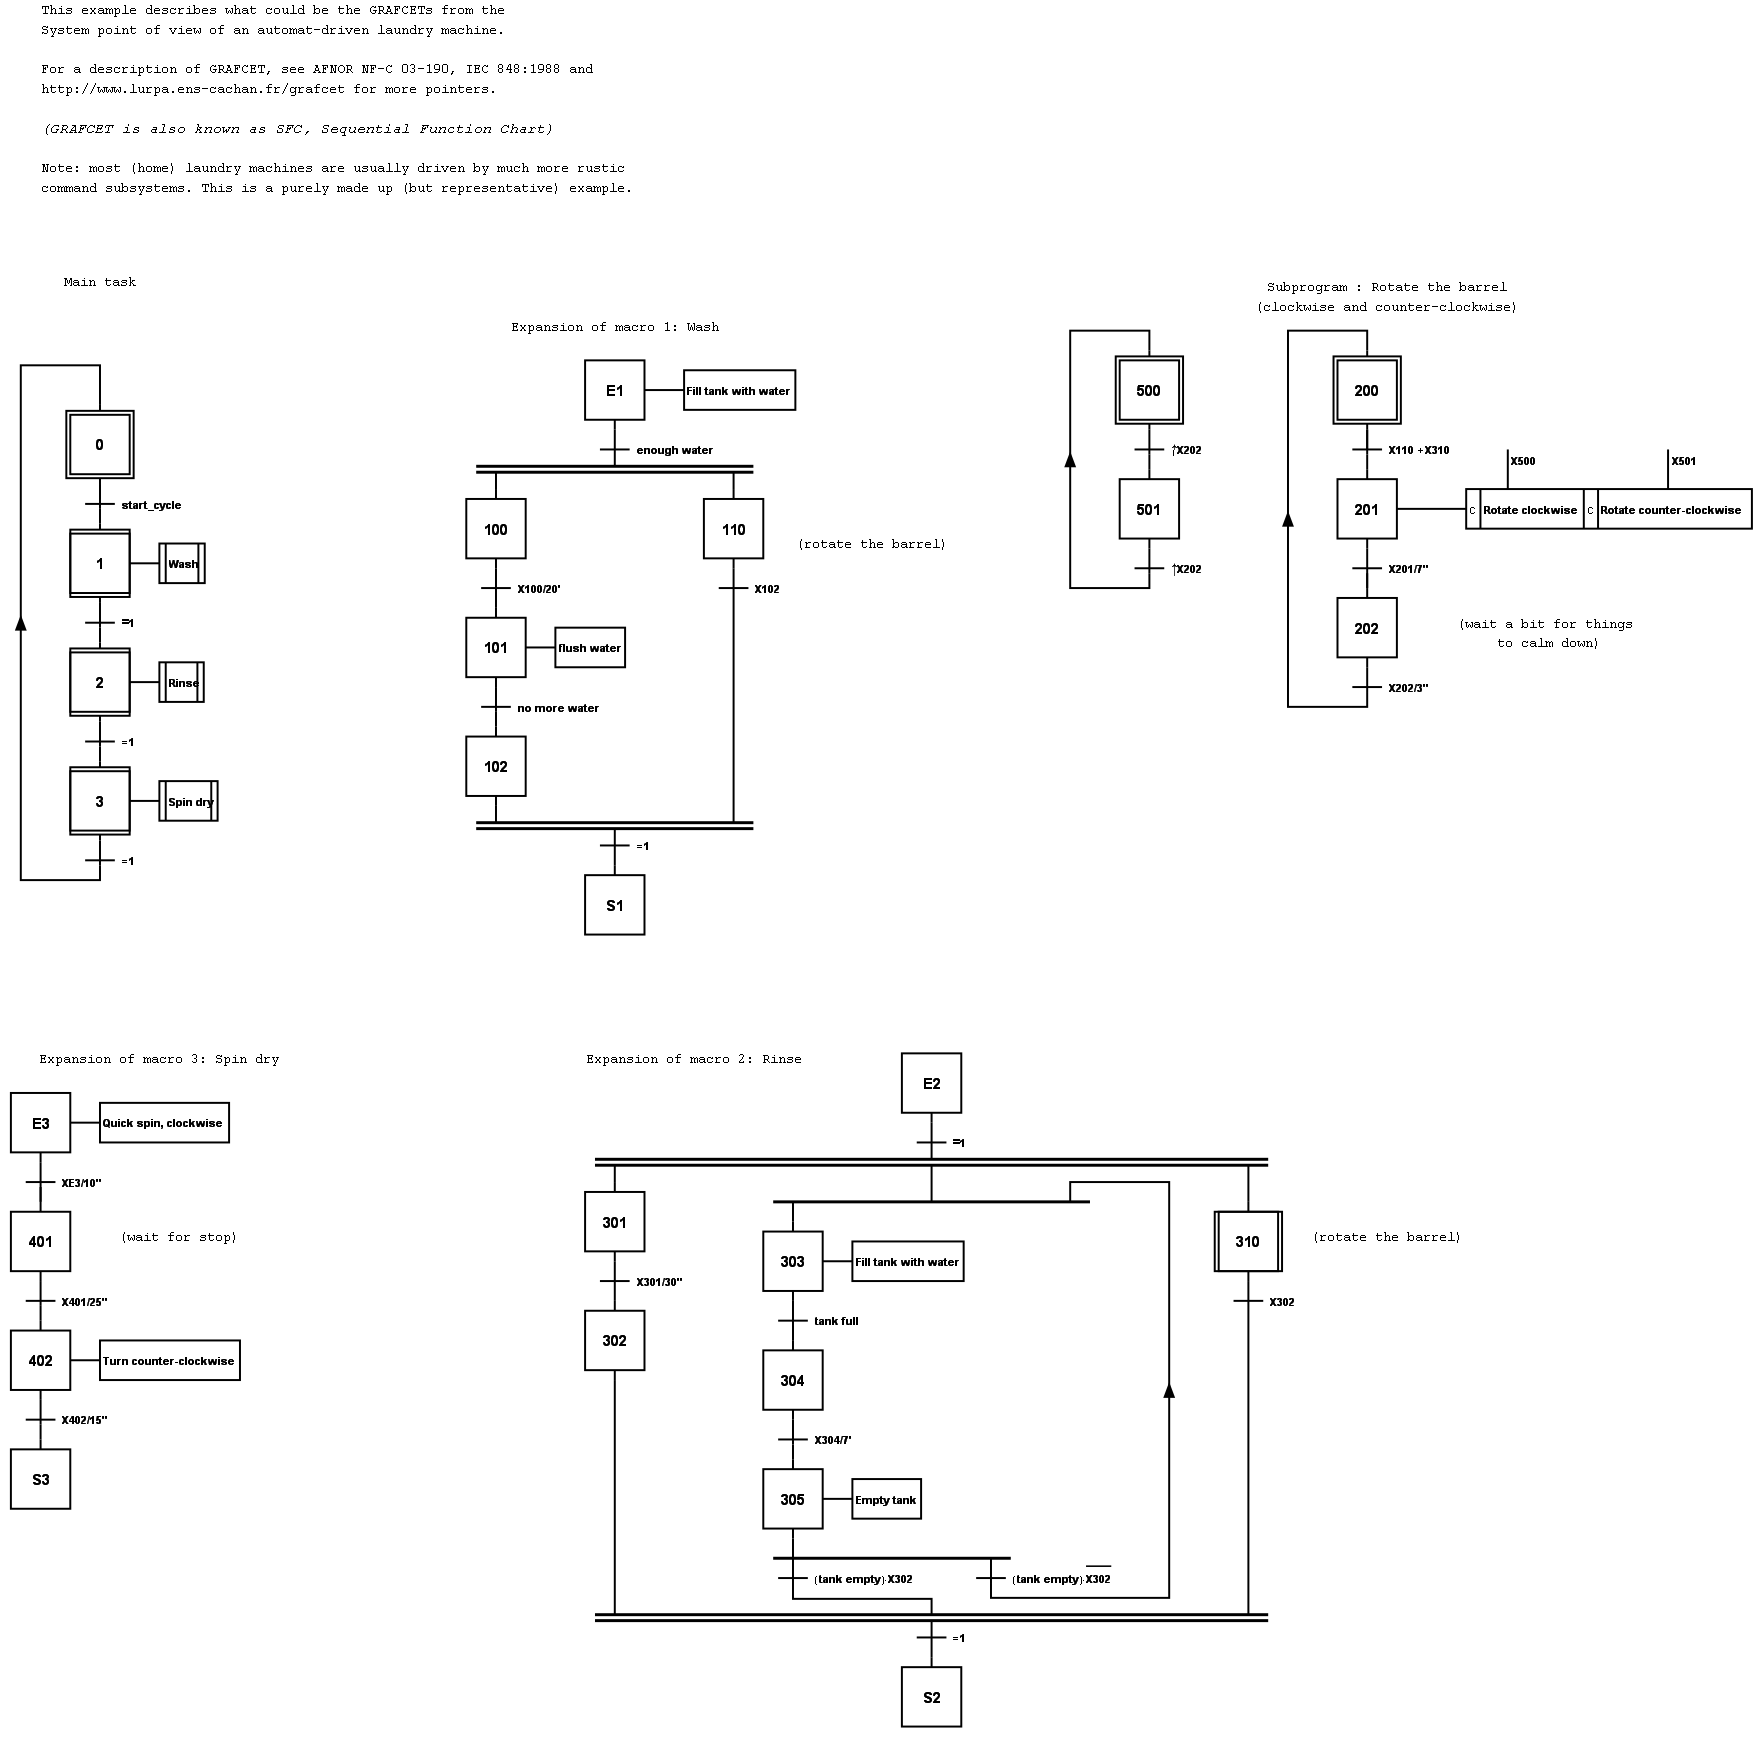 This example describes what could be the GRAFCETs from the
System point of view of an automat-driven laundry machine.
For a description of GRAFCET, see AFNOR NF-C 03-190, IEC 848:1988 and
http://www.lurpa.ens-cachan.fr/grafcet for more pointers.
(GRAFCET is also known as SFC, Sequential Function Chart)
Note: most (home) laundry machines are usually driven by much more rustic
command subsystems. This is a purely made up (but representative) example.
Main task
0
start_cycle
1
Wash
=1
2
Rinse
=1
3
Spin dry
=1
Expansion of macro 1: Wash
E1
Fill tank with water
enough water
100
110
(rotate the barrel)
X100/20'
X102
101
flush water
no more water
102
=1
S1
500
↑X202
501
↑X202
Subprogram : Rotate the barrel
(clockwise and counter-clockwise)
200
X110 +X310
X500
X501
201
C Rotate clockwise
C Rotate counter-clockwise
X201/7"
202
(wait a bit for things
to calm down)
X202/3"
Expansion of macro 3: Spin dry
E3
Quick spin, clockwise
XE3/10"
401
(wait for stop)
X401/25"
402
Turn counter-clockwise
X402/15"
S3
Expansion of macro 2: Rinse
E2
=1
301
X301/30"
302
303
Fill tank with water
tank full
304
X304/7'
305
Empty tank
(tank empty)·X302
(tank empty)·X̅3̅0̅2̅
310
(rotate the barrel)
X302
=1
S2